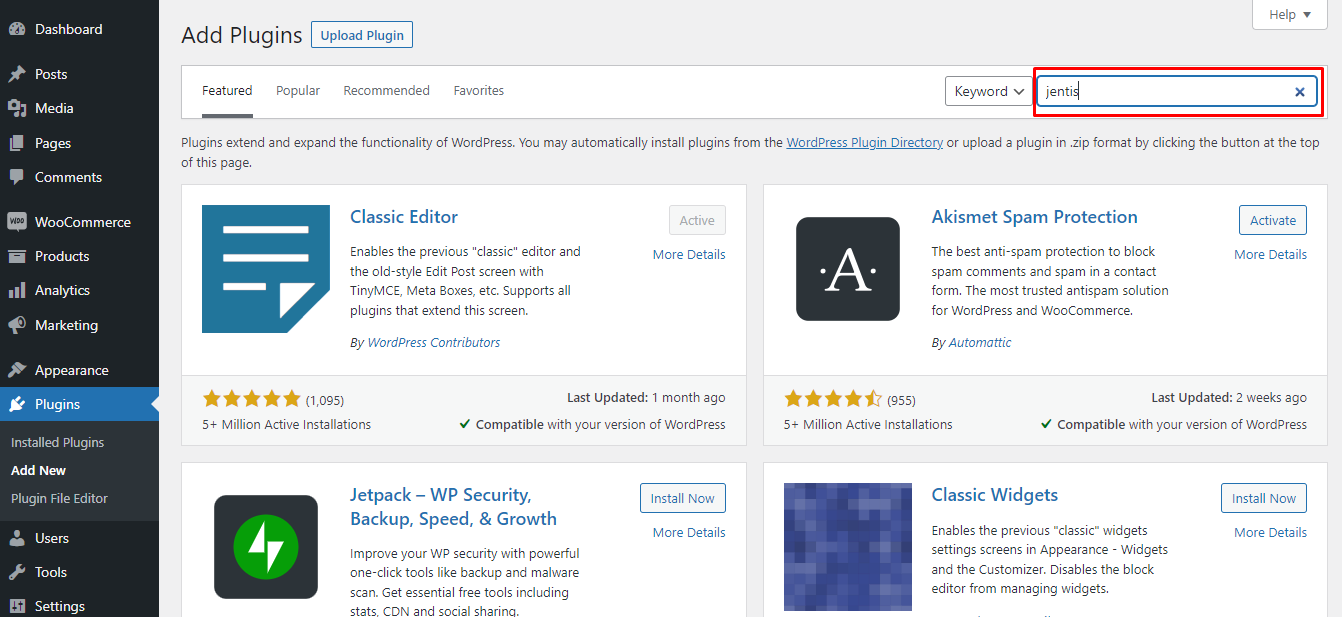 Dashboard
Posts
Media
Pages
Comments
WooCommerce
Products
Analytics
Marketing
Appearance
Plugins
Installed Plugins
Add New
Plugin File Editor
Users
Tools
Settings
Help
Add Plugins Upload Plugin
Featured Popular Recommended Favorites Keyword jentis
Plugins extend and expand the functionality of WordPress. You may automatically install plugins from the WordPress Plugin Directory or upload a plugin in .zip format by clicking the button at the top
of this page.
Classic Editor
Active
More Details
Enables the previous "classic" editor and
the old-style Edit Post screen with
TinyMCE, Meta Boxes, etc. Supports all
plugins that extend this screen.
By WordPress Contributors
(1,095)
5+ Million Active Installations
Last Updated: 1 month ago
Compatible with your version of WordPress
A
Akismet Spam Protection
Activate
More Details
The best anti-spam protection to block
spam comments and spam in a contact
form. The most trusted antispam solution
for WordPress and WooCommerce.
By Automattic
(955)
5+ Million Active Installations
Last Updated: 2 weeks ago
Compatible with your version of WordPress
Jetpack – WP Security,
Backup, Speed, & Growth
Install Now
More Details
Improve your WP security with powerful
one-click tools like backup and malware
scan. Get essential free tools including
stats, CDN and social sharing.
Classic Widgets
Install Now
More Details
Enables the previous "classic" widgets
settings screens in Appearance - Widgets
and the Customizer. Disables the block
editor from managing widgets.